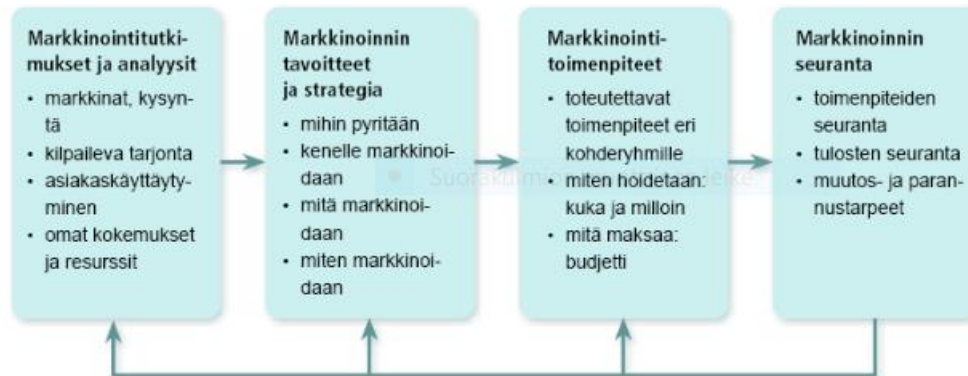 Markkinointitutki-
mukset ja analyysit
• markkinat, kysyn-
tä
• kilpaileva tarjonta
• asiakaskäyttäyty-
minen
• omat kokemukset
ja resurssit
Markkinoinnin
tavoitteet
ja strategia
• mihin pyritään
• kenelle markkinoi-
daan
• mitä markkinoi-
daan
• miten markkinoi-
daan
Markkinointi-
toimenpiteet
• toteutettavat
toimenpiteet eri
kohderyhmille
• miten hoidetaan:
kuka ja milloin
• mitä maksaa:
budjetti
Markkinoinnin
seuranta
• toimenpiteiden
seuranta
• tulosten seuranta
• muutos- ja paran-
nustarpeet